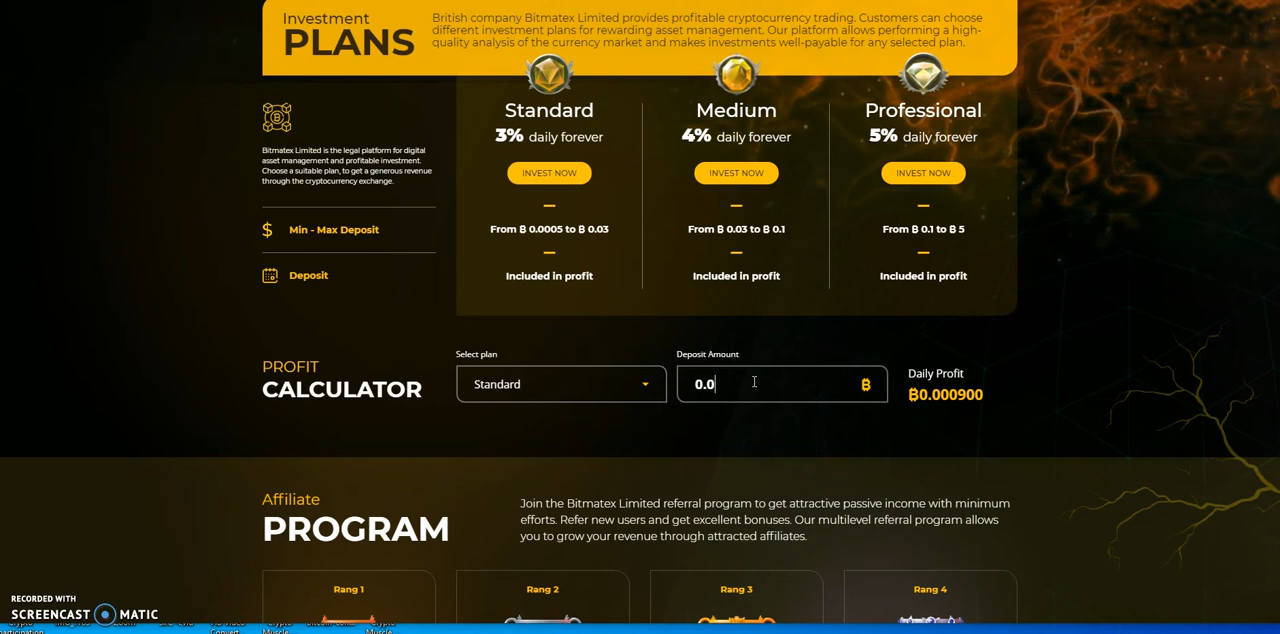 Investment
PLANS
British company Bitmatex Limited provides profitable cryptocurrency trading. Customers can choose
different investment plans for rewarding asset management. Our platform allows performing a high-
quality analysis of the currency market and makes investments well-payable for any selected plan.
Bitmatex Limited is the legal platform for digital
asset management and profitable investment.
Choose a suitable plan, to get a generous revenue
through the cryptocurrency exchange.
Standard
Medium
Professional
3% daily forever
4% daily forever
5% daily forever
INVEST NOW
INVEST NOW
INVEST NOW
$ Min - Max Deposit
From ₿ 0.0005 to ₿ 0.03
From ₿ 0.03 to ₿ 0.1
From ₿ 0.1 to ₿ 5
Deposit
Included in profit
Included in profit
Included in profit
PROFIT
CALCULATOR
Select plan
Standard
Deposit Amount
0.0 ₿
Daily Profit
₿0.000900
Affiliate
PROGRAM
Join the Bitmatex Limited referral program to get attractive passive income with minimum
efforts. Refer new users and get excellent bonuses. Our multilevel referral program allows
you to grow your revenue through attracted affiliates.
Rang 1
Rang 2
Rang 3
Rang 4
RECORDED WITH
SCREENCAST MATIC
Convert
Muscle
Muscle